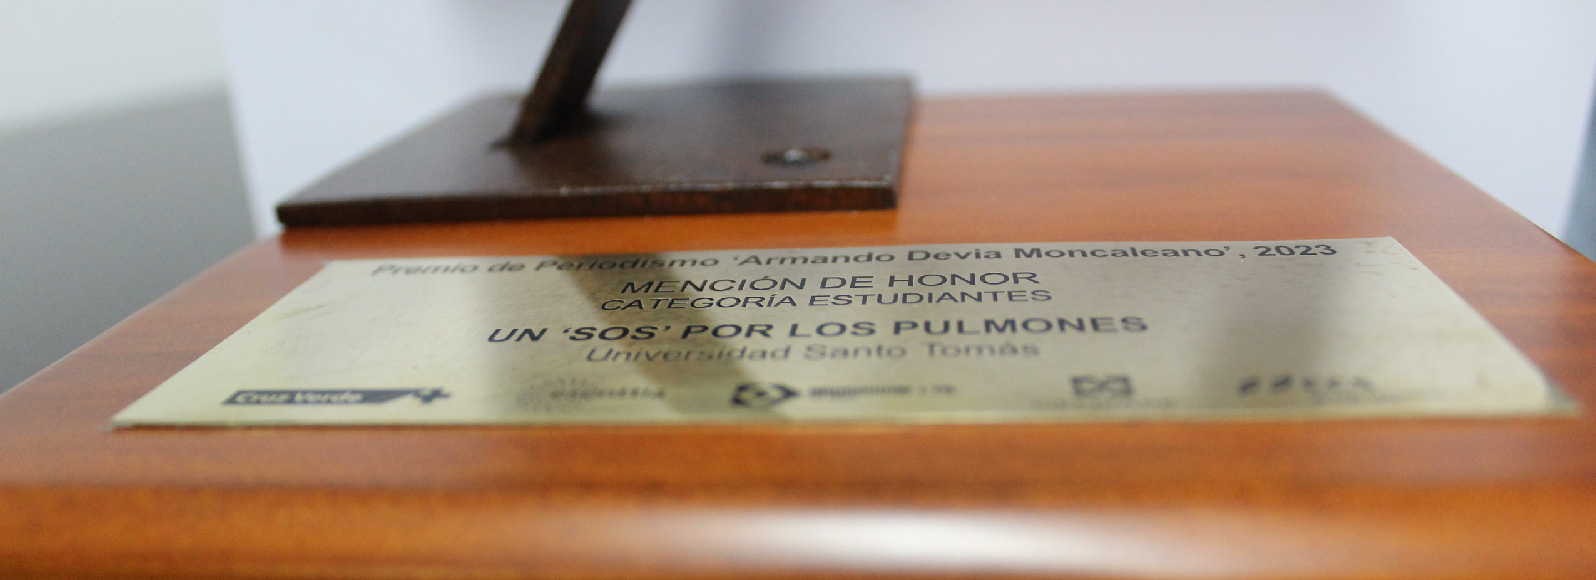 Premio de Periodismo ‘Armando Devia Moncaleano’, 2023
MENCIÓN DE HONOR
CATEGORÍA ESTUDIANTES
UN ‘SOS’ POR LOS PULMONES
Universidad Santo Tomás
Cruz Verde